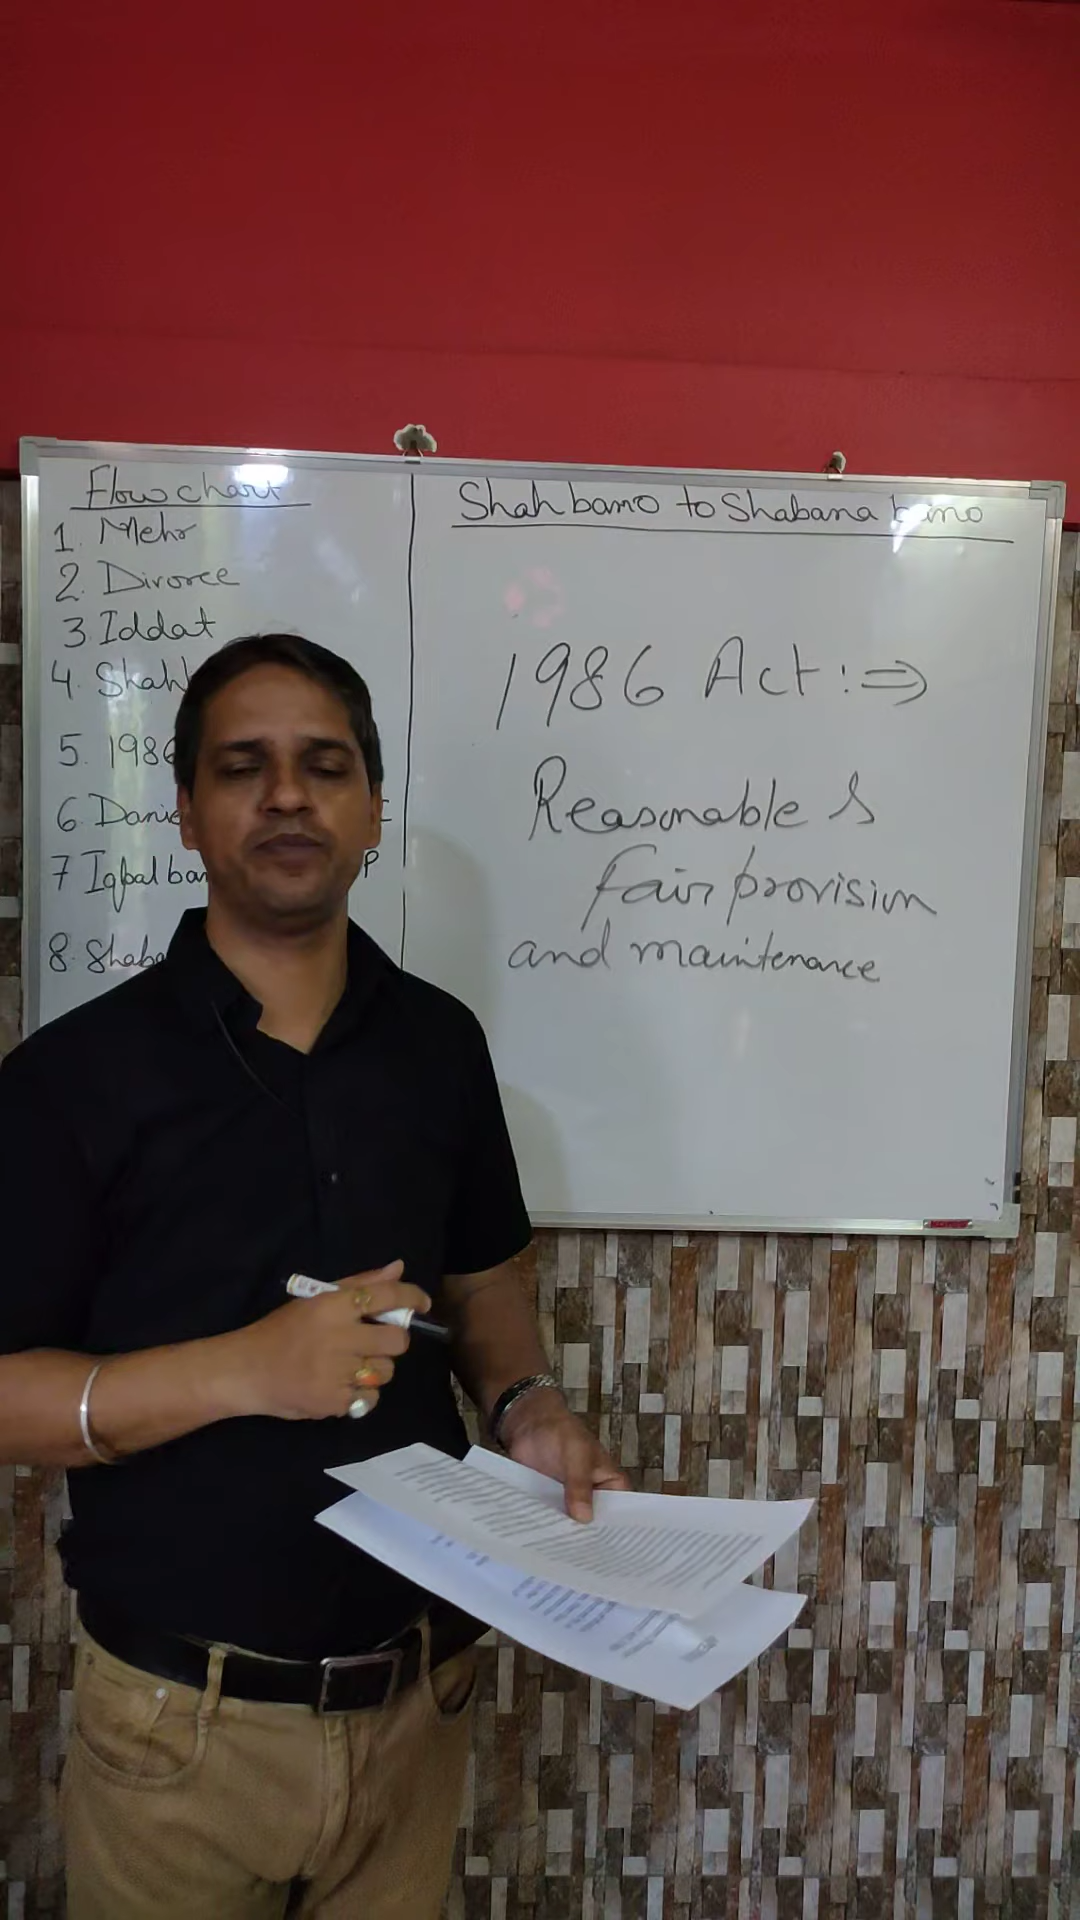 Flow chart
1. Mehr
2. Divorce
3. Iddat
4. Shah
5. 1986
6. Danie
7 Iqbal ban
P
8. Shaba
Shah bano to Shabana bano
1986 Act :⇒
Reasonable &
fair provision
and maintenance